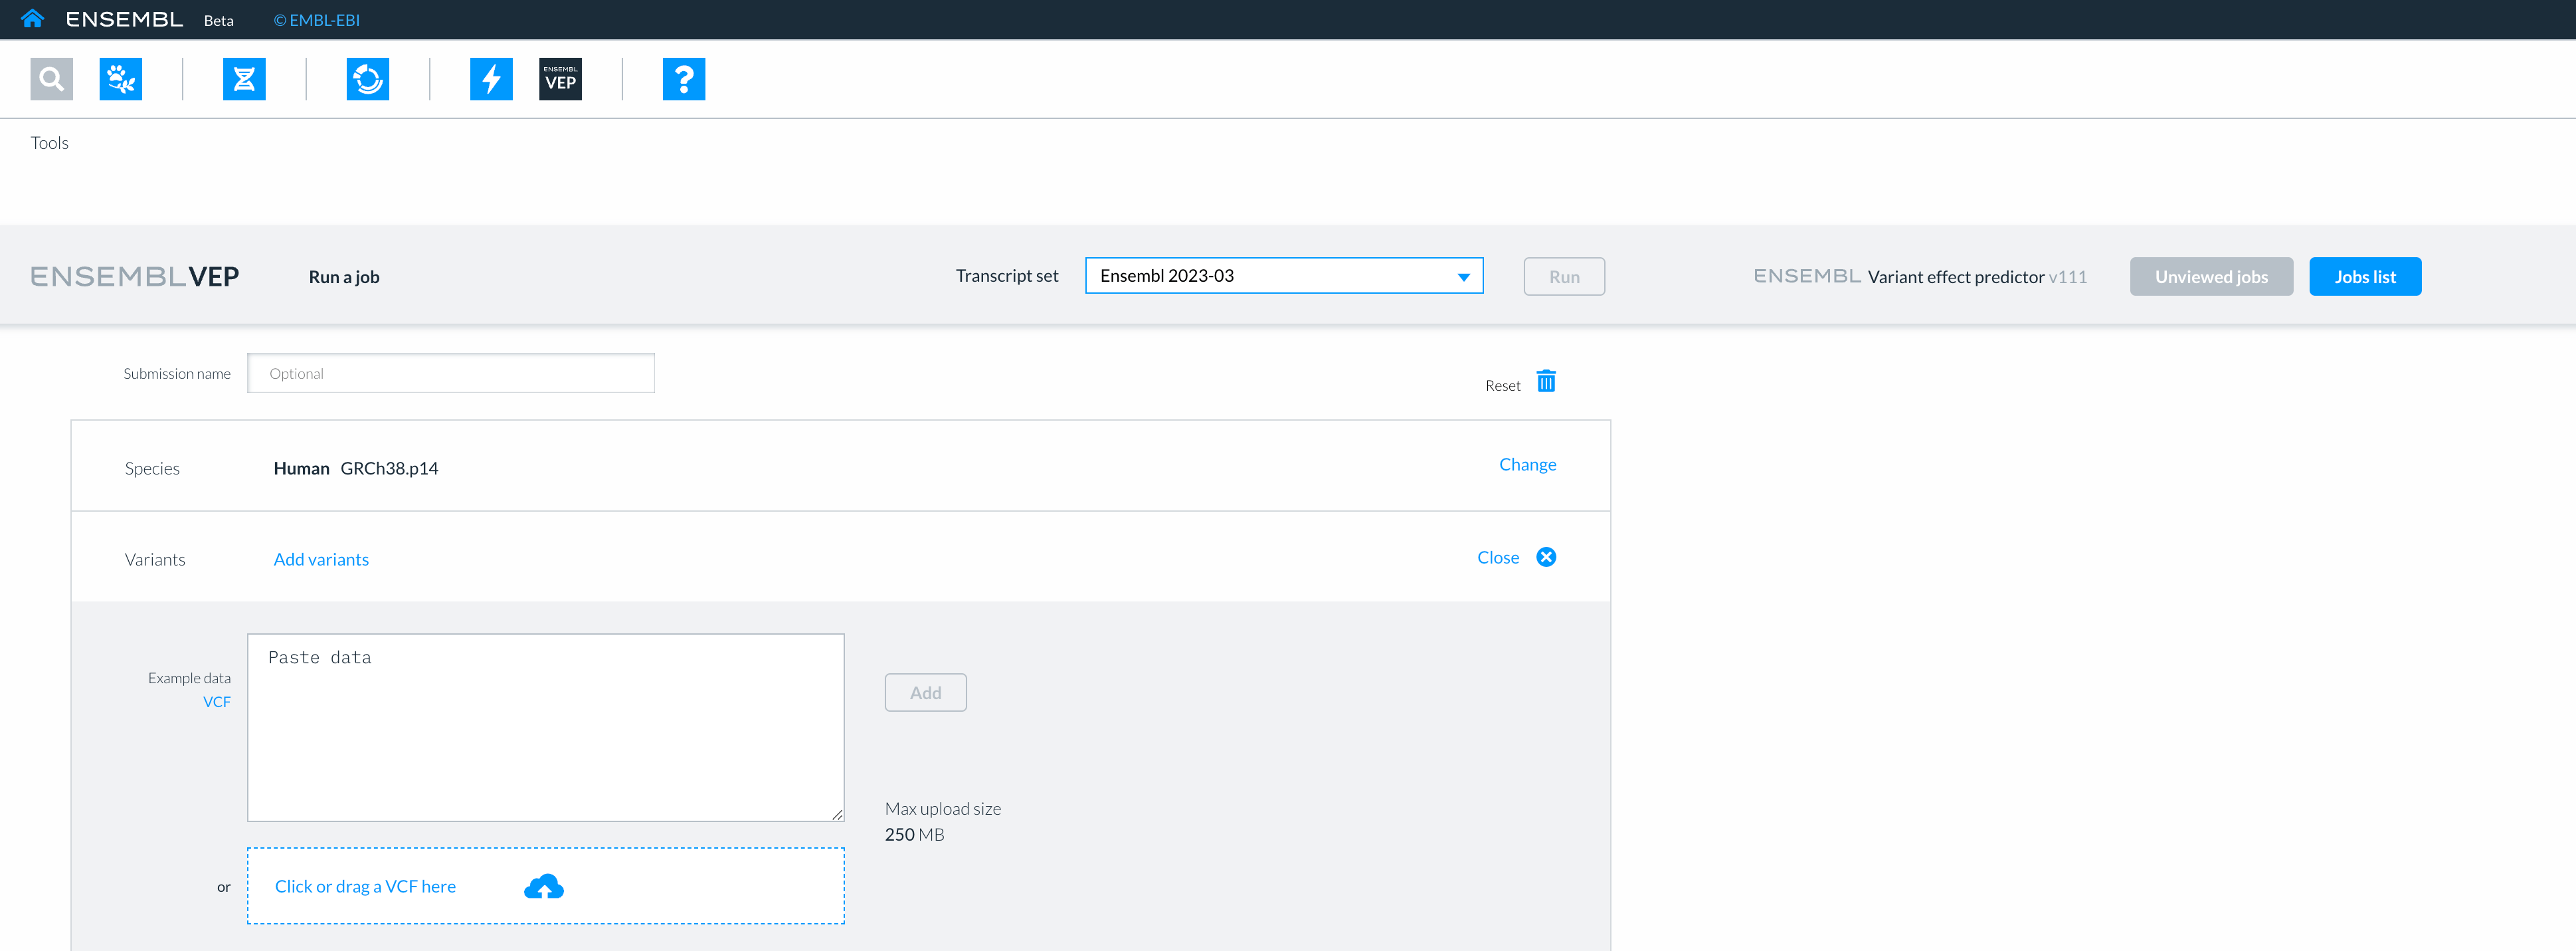 ENSEMBL Beta © EMBL-EBI
ENSEMBL
VEP
Tools
ENSEMBLVEP Run a job Transcript set Ensembl 2023-03 Run ENSEMBL Variant effect predictor v111 Unviewed jobs Jobs list
Submission name Optional Reset
Species Human GRCh38.p14 Change
Variants Add variants Close
Paste data
Example data
VCF
Add
Max upload size
250 MB
or Click or drag a VCF here